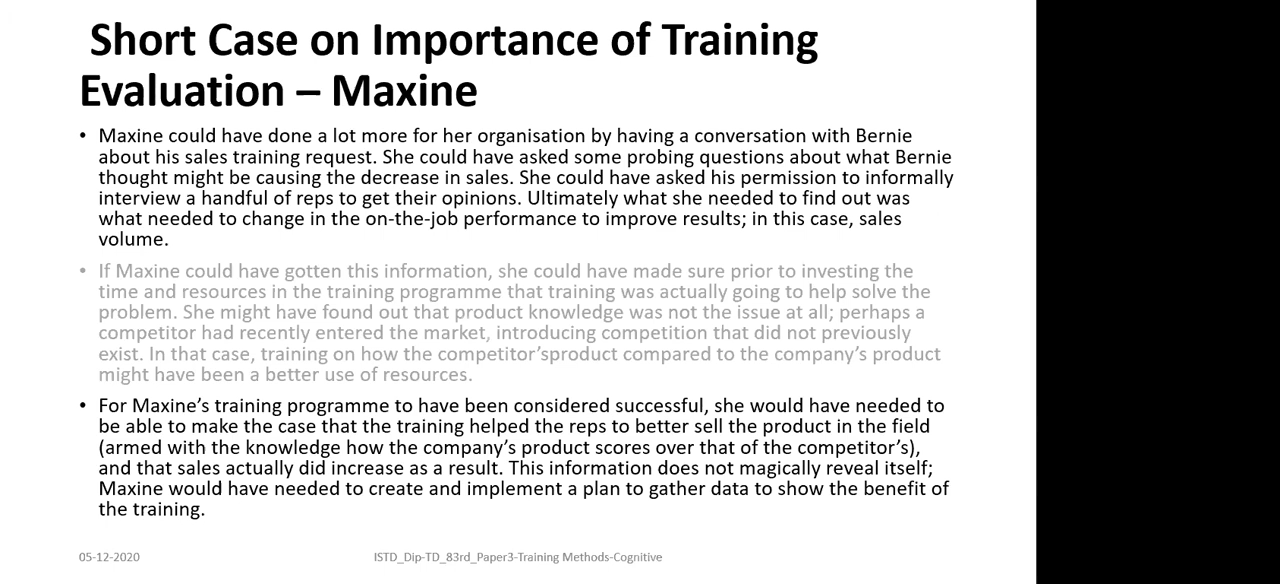 Short Case on Importance of Training
Evaluation – Maxine
• Maxine could have done a lot more for her organisation by having a conversation with Bernie
about his sales training request. She could have asked some probing questions about what Bernie
thought might be causing the decrease in sales. She could have asked his permission to informally
interview a handful of reps to get their opinions. Ultimately what she needed to find out was
what needed to change in the on-the-job performance to improve results; in this case, sales
volume.
• If Maxine could have gotten this information, she could have made sure prior to investing the
time and resources in the training programme that training was actually going to help solve the
problem. She might have found out that product knowledge was not the issue at all; perhaps a
competitor had recently entered the market, introducing competition that did not previously
exist. In that case, training on how the competitor’sproduct compared to the company’s product
might have been a better use of resources.
• For Maxine’s training programme to have been considered successful, she would have needed to
be able to make the case that the training helped the reps to better sell the product in the field
(armed with the knowledge how the company’s product scores over that of the competitor’s),
and that sales actually did increase as a result. This information does not magically reveal itself;
Maxine would have needed to create and implement a plan to gather data to show the benefit of
the training.
05-12-2020
ISTD_Dip-TD_83rd_Paper3-Training Methods-Cognitive